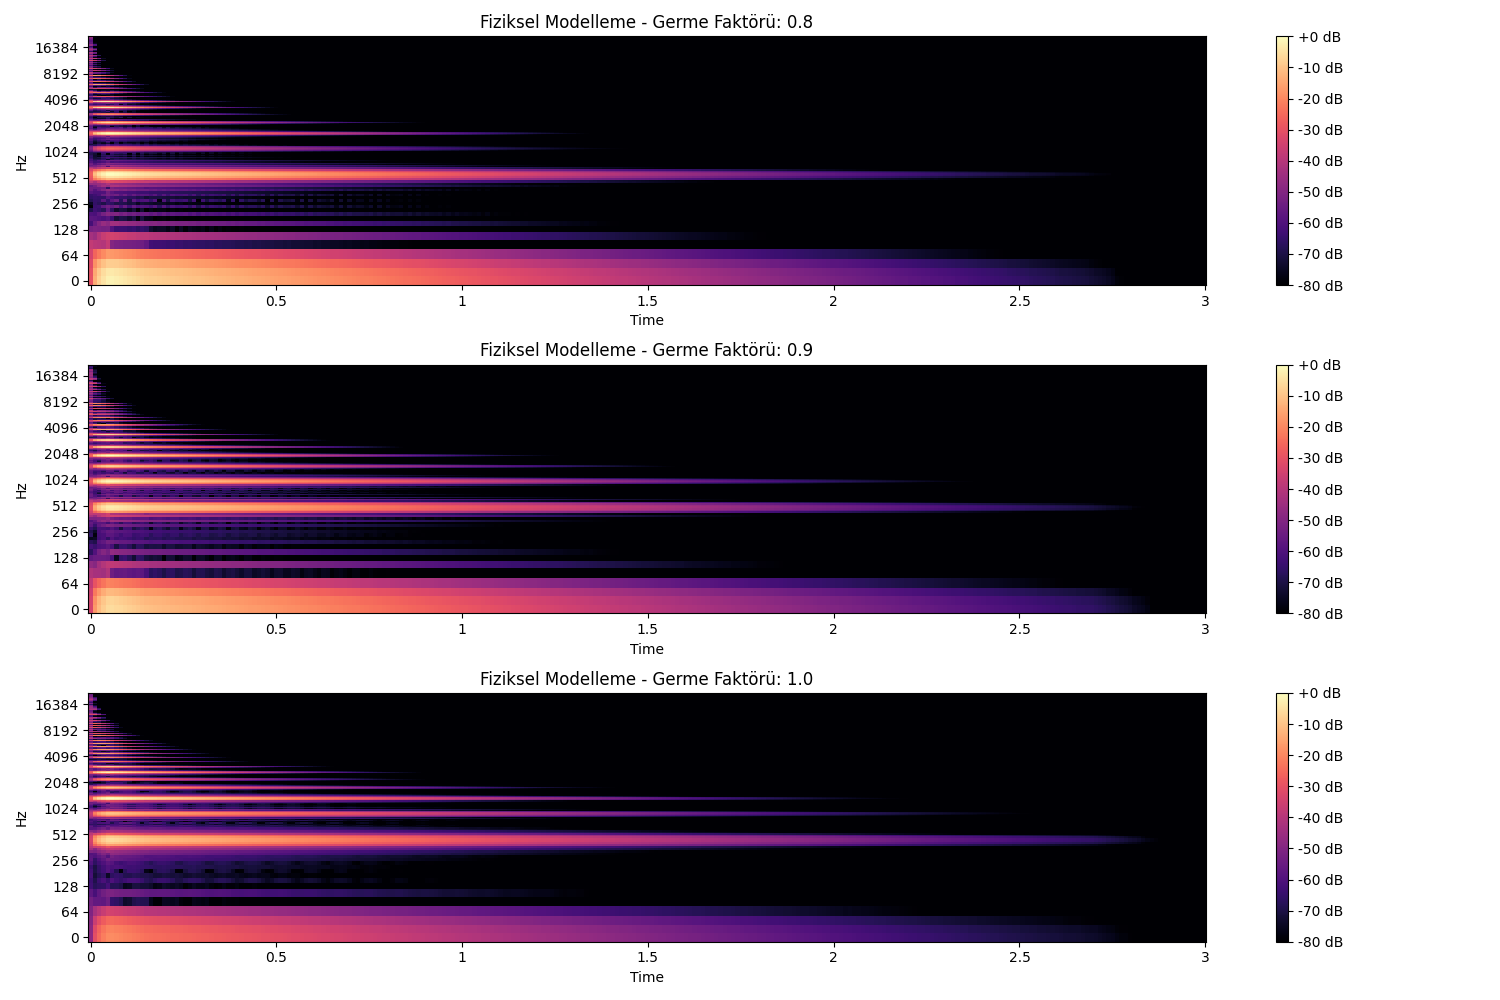 Fiziksel Modelleme - Germe Faktörü: 0.8
Hz
16384
8192
4096
2048
1024
512
256
128
64
0
0 0.5 1 1.5 2 2.5 3
Time
+0 dB
-10 dB
-20 dB
-30 dB
-40 dB
-50 dB
-60 dB
-70 dB
-80 dB
Fiziksel Modelleme - Germe Faktörü: 0.9
Hz
16384
8192
4096
2048
1024
512
256
128
64
0
0 0.5 1 1.5 2 2.5 3
Time
+0 dB
-10 dB
-20 dB
-30 dB
-40 dB
-50 dB
-60 dB
-70 dB
-80 dB
Fiziksel Modelleme - Germe Faktörü: 1.0
Hz
16384
8192
4096
2048
1024
512
256
128
64
0
0 0.5 1 1.5 2 2.5 3
Time
+0 dB
-10 dB
-20 dB
-30 dB
-40 dB
-50 dB
-60 dB
-70 dB
-80 dB